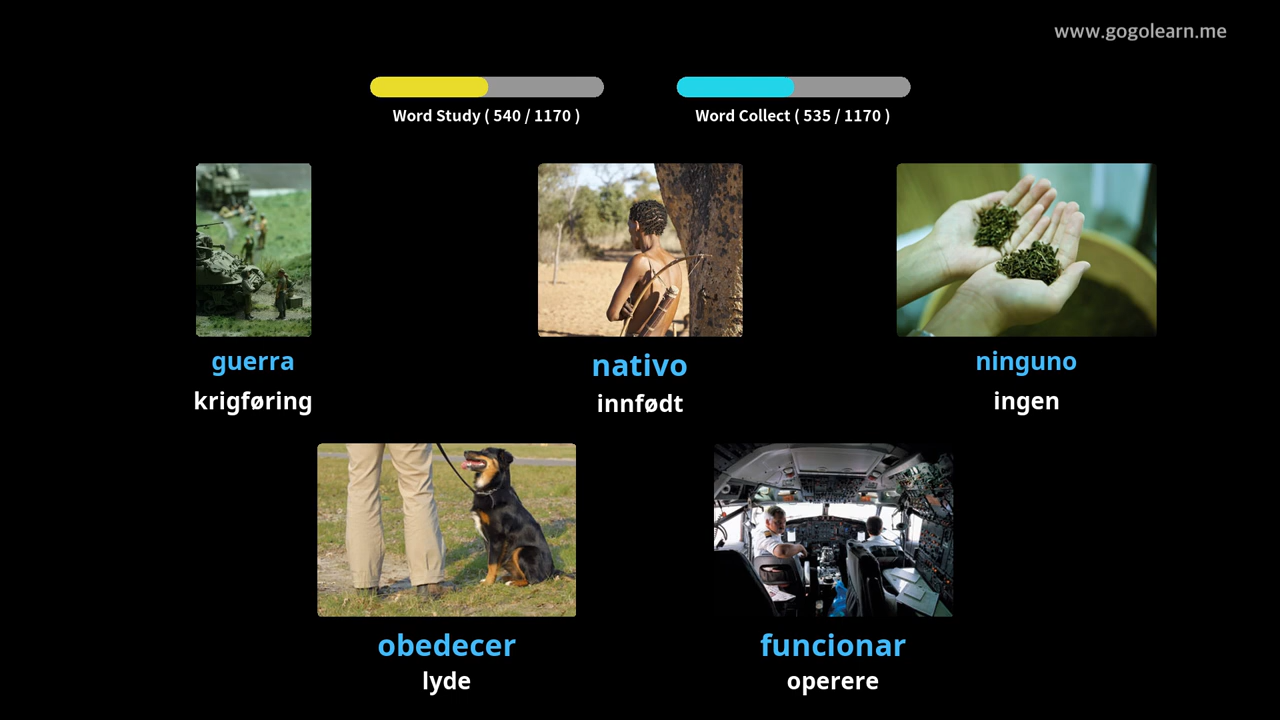 www.gogolearn.me
Word Study ( 540 / 1170 )
Word Collect ( 535 / 1170 )
guerra
krigføring
nativo
innfødt
ninguno
ingen
obedecer
lyde
funcionar
operere